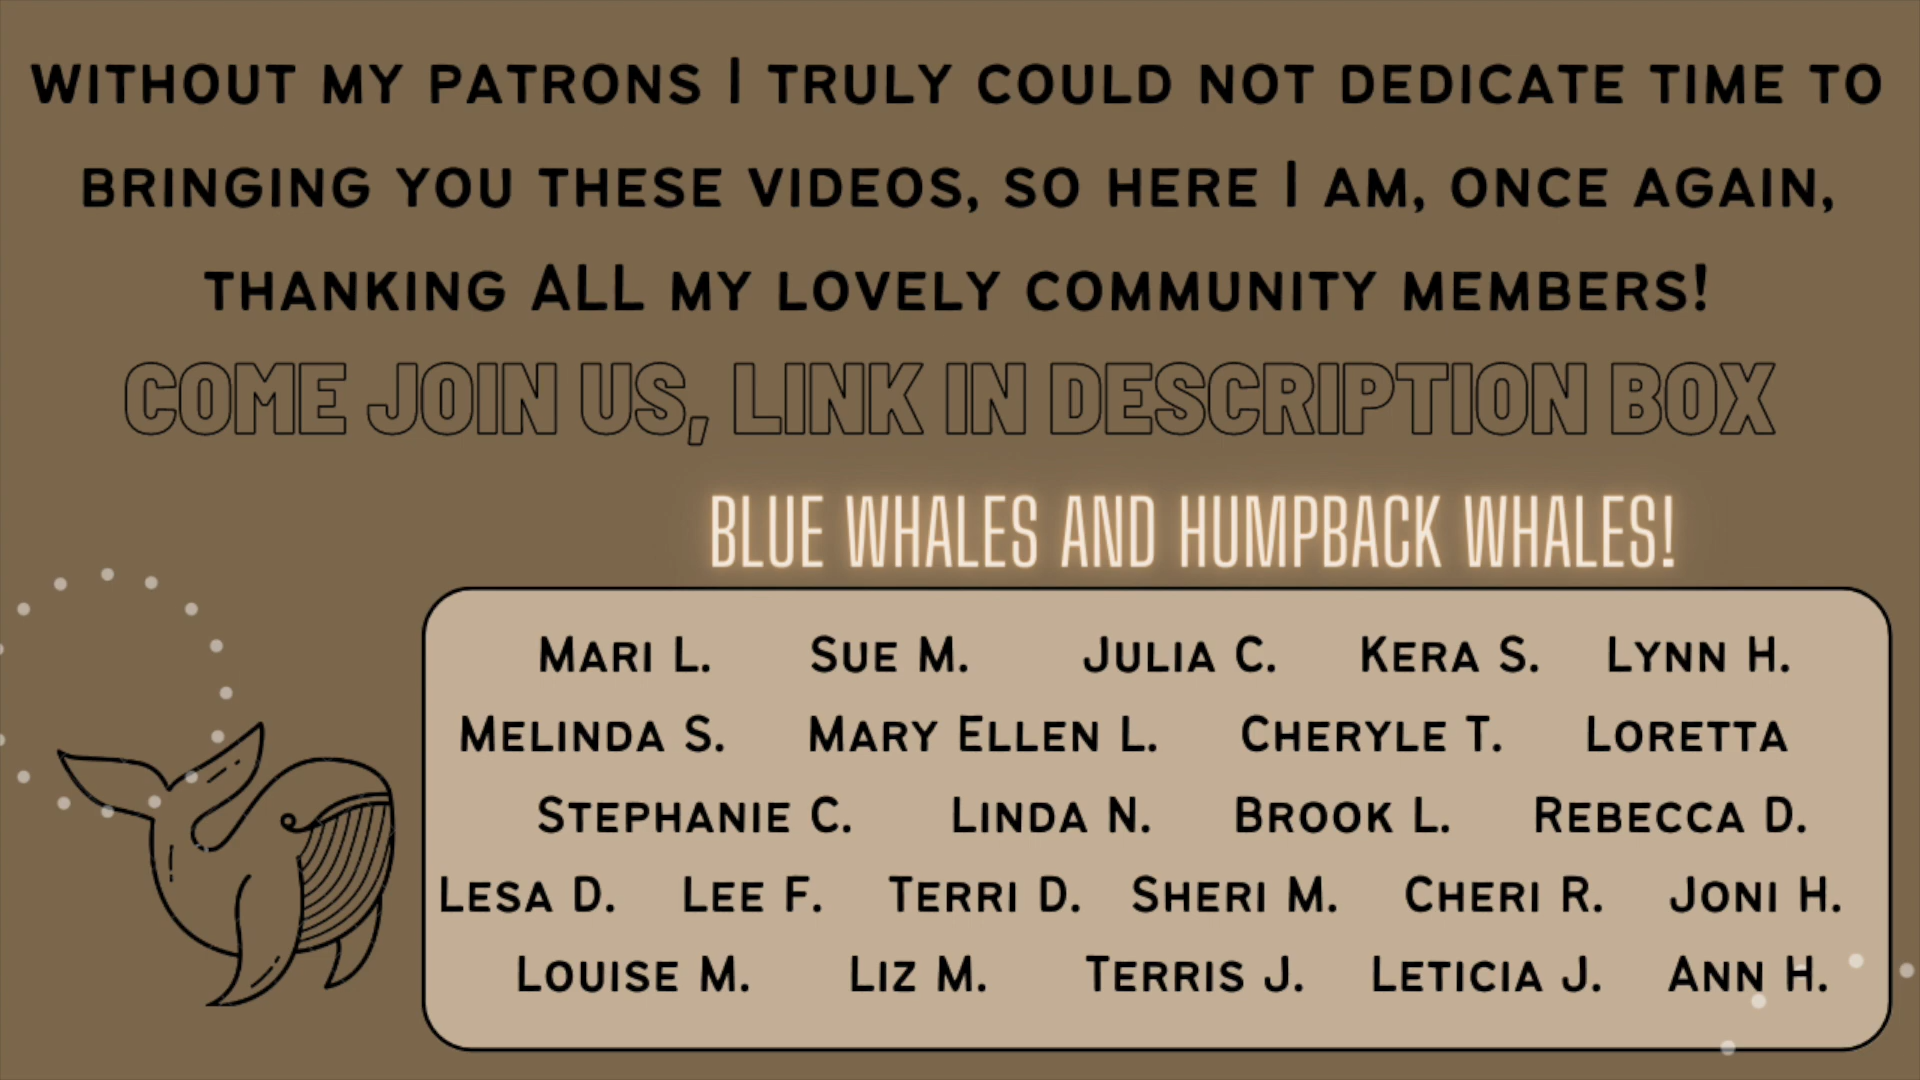 WITHOUT MY PATRONS I TRULY COULD NOT DEDICATE TIME TO
BRINGING YOU THESE VIDEOS, SO HERE I AM, ONCE AGAIN,
THANKING ALL MY LOVELY COMMUNITY MEMBERS!
COME JOIN US, LINK IN DESCRIPTION BOX
BLUE WHALES AND HUMPBACK WHALES!
MARI L. SUE M. JULIA C. KERA S. LYNN H.
MELINDA S. MARY ELLEN L. CHERYLE T. LORETTA
STEPHANIE C. LINDA N. BROOK L. REBECCA D.
LESA D. LEE F. TERRI D. SHERI M. CHERI R. JONI H.
LOUISE M. LIZ M. TERRIS J. LETICIA J. ANN H.